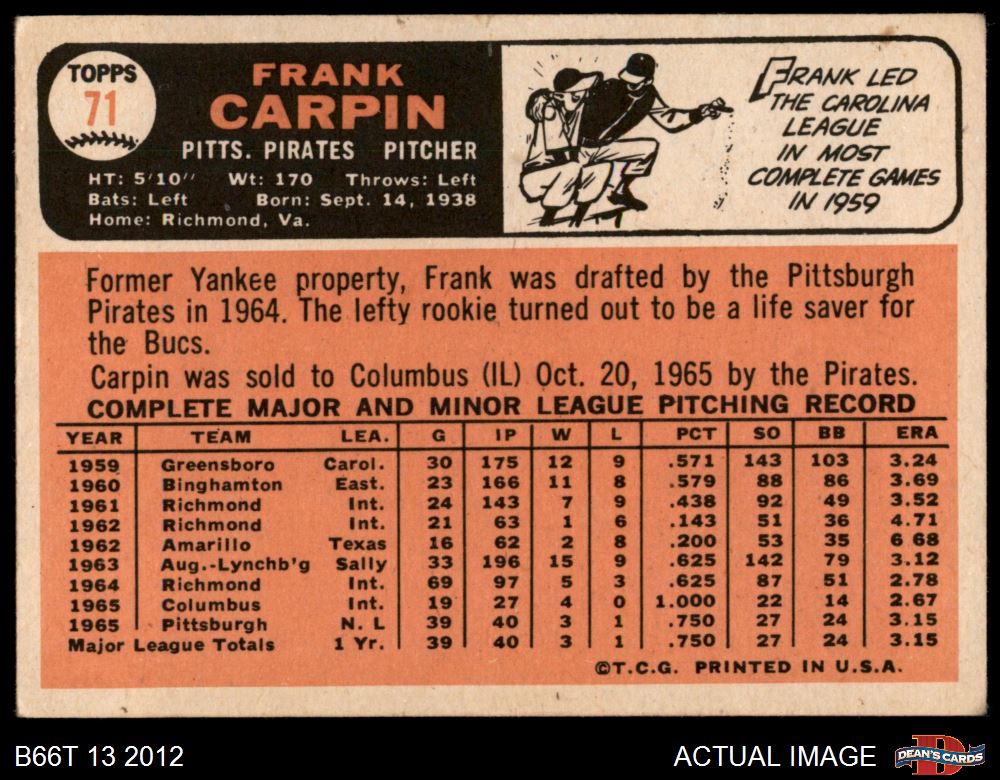 TOPPS
71
FRANK
CARPIN
PITTS. PIRATES PITCHER
HT: 5'10" Wt: 170 Throws: Left
Bats: Left Born: Sept. 14, 1938
Home: Richmond, Va.
FRANK LED
THE CAROLINA
LEAGUE
IN MOST
COMPLETE GAMES
IN 1959
Former Yankee property, Frank was drafted by the Pittsburgh
Pirates in 1964. The lefty rookie turned out to be a life saver for
the Bucs.
Carpin was sold to Columbus (IL) Oct. 20, 1965 by the Pirates.
COMPLETE MAJOR AND MINOR LEAGUE PITCHING RECORD
YEAR TEAM LEA. G IP W L PCT SO BB ERA
1959 Greensboro Carol. 30 175 12 9 .571 143 103 3.24
1960 Binghamton East. 23 166 11 8 .579 88 86 3.69
1961 Richmond Int. 24 143 7 9 .438 92 49 3.52
1962 Richmond Int. 21 63 1 6 .143 51 36 4.71
1962 Amarillo Texas 16 62 2 8 .200 53 35 6 68
1963 Aug.-Lynchb'g Sally 33 196 15 9 .625 142 79 3.12
1964 Richmond Int. 69 97 5 3 .625 87 51 2.78
1965 Columbus Int. 19 27 4 0 1.000 22 14 2.67
1965 Pittsburgh N. L 39 40 3 1 .750 27 24 3.15
Major League Totals 1 Yr. 39 40 3 1 .750 27 24 3.15
©T.C.G. PRINTED IN U.S.A.
B66T 13 2012
ACTUAL IMAGE
DEAN'S CARDS